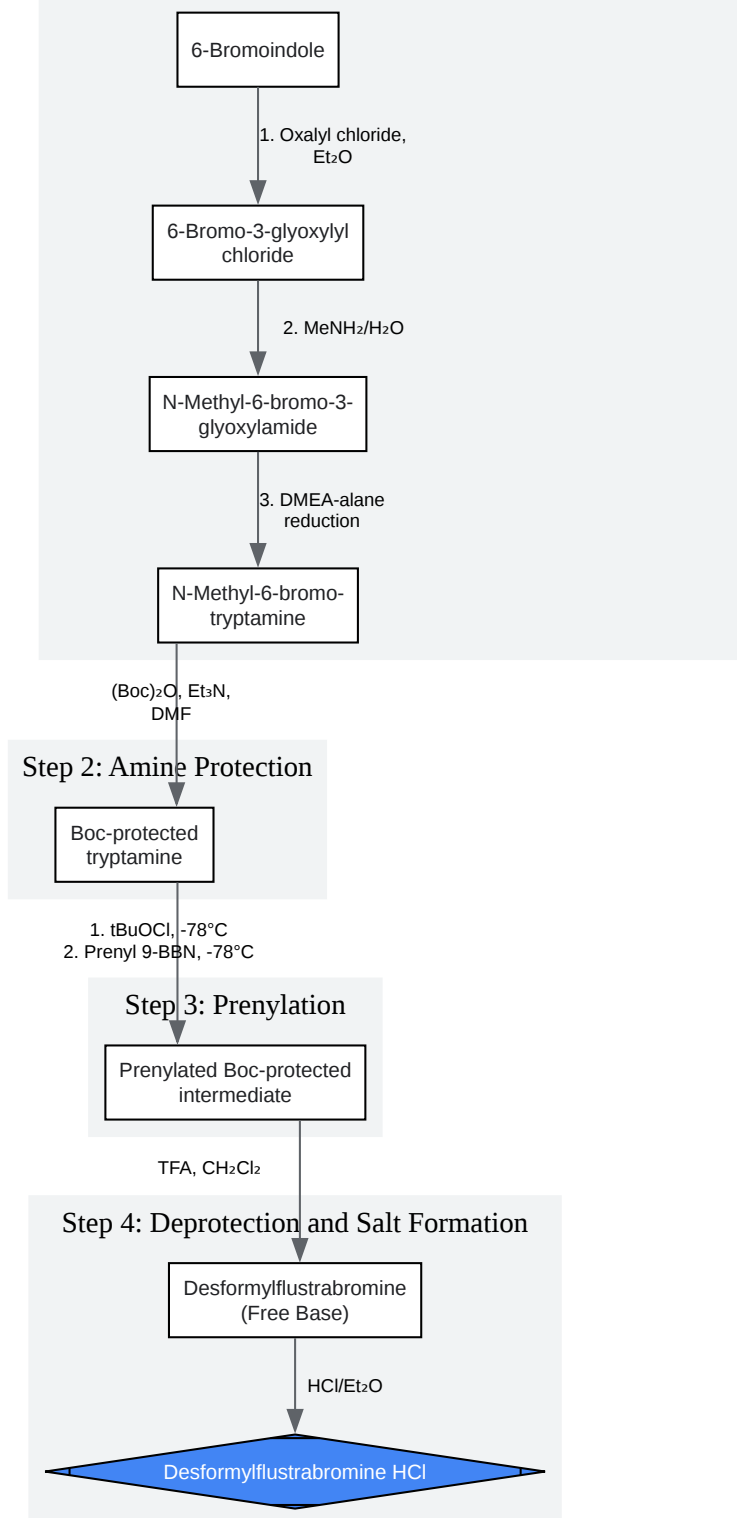 6-Bromoindole
1. Oxalyl chloride,
Et₂O
6-Bromo-3-glyoxylyl
chloride
2. MeNH₂/H₂O
N-Methyl-6-bromo-3-
glyoxylamide
3. DMEA-alane
reduction
N-Methyl-6-bromo-
tryptamine
(Boc)₂O, Et₃N,
DMF
Step 2: Amine Protection
Boc-protected
tryptamine
1. tBuOCl, -78°C
2. Prenyl 9-BBN, -78°C
Step 3: Prenylation
Prenylated Boc-protected
intermediate
TFA, CH₂Cl₂
Step 4: Deprotection and Salt Formation
Desformylflustrabromine
(Free Base)
HCl/Et₂O
Desformylflustrabromine HCl